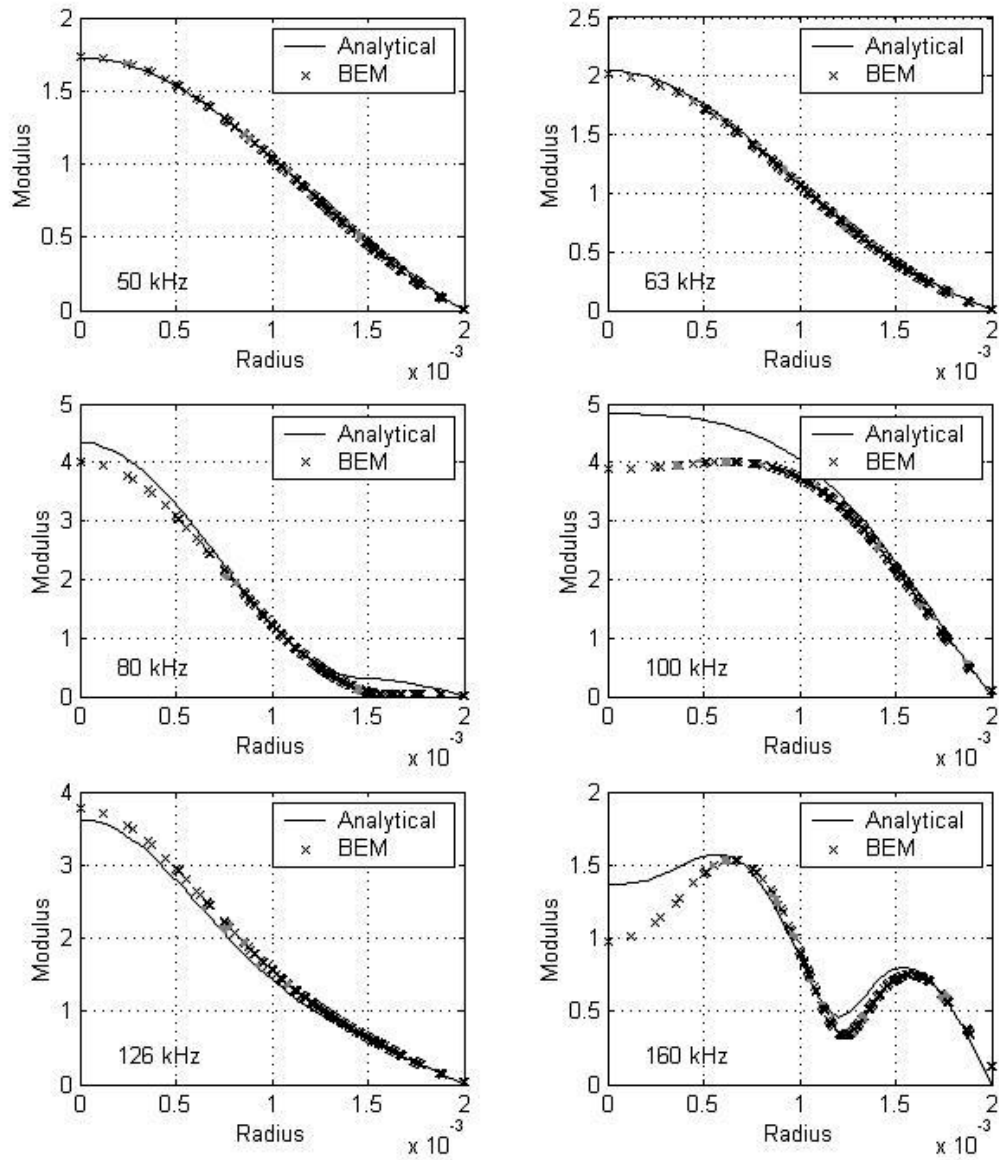 2
1.5
1
0.5
0
Modulus
Analytical
BEM
50 kHz
0 0.5 1 1.5 2
Radius
x 10⁻³
2.5
2
1.5
1
0.5
0
Modulus
Analytical
BEM
63 kHz
0 0.5 1 1.5 2
Radius
x 10⁻³
5
4
3
2
1
0
Modulus
Analytical
BEM
80 kHz
0 0.5 1 1.5 2
Radius
x 10⁻³
5
4
3
2
1
0
Modulus
Analytical
BEM
100 kHz
0 0.5 1 1.5 2
Radius
x 10⁻³
4
3
2
1
0
Modulus
Analytical
BEM
126 kHz
0 0.5 1 1.5 2
Radius
x 10⁻³
2
1.5
1
0.5
0
Modulus
Analytical
BEM
160 kHz
0 0.5 1 1.5 2
Radius
x 10⁻³